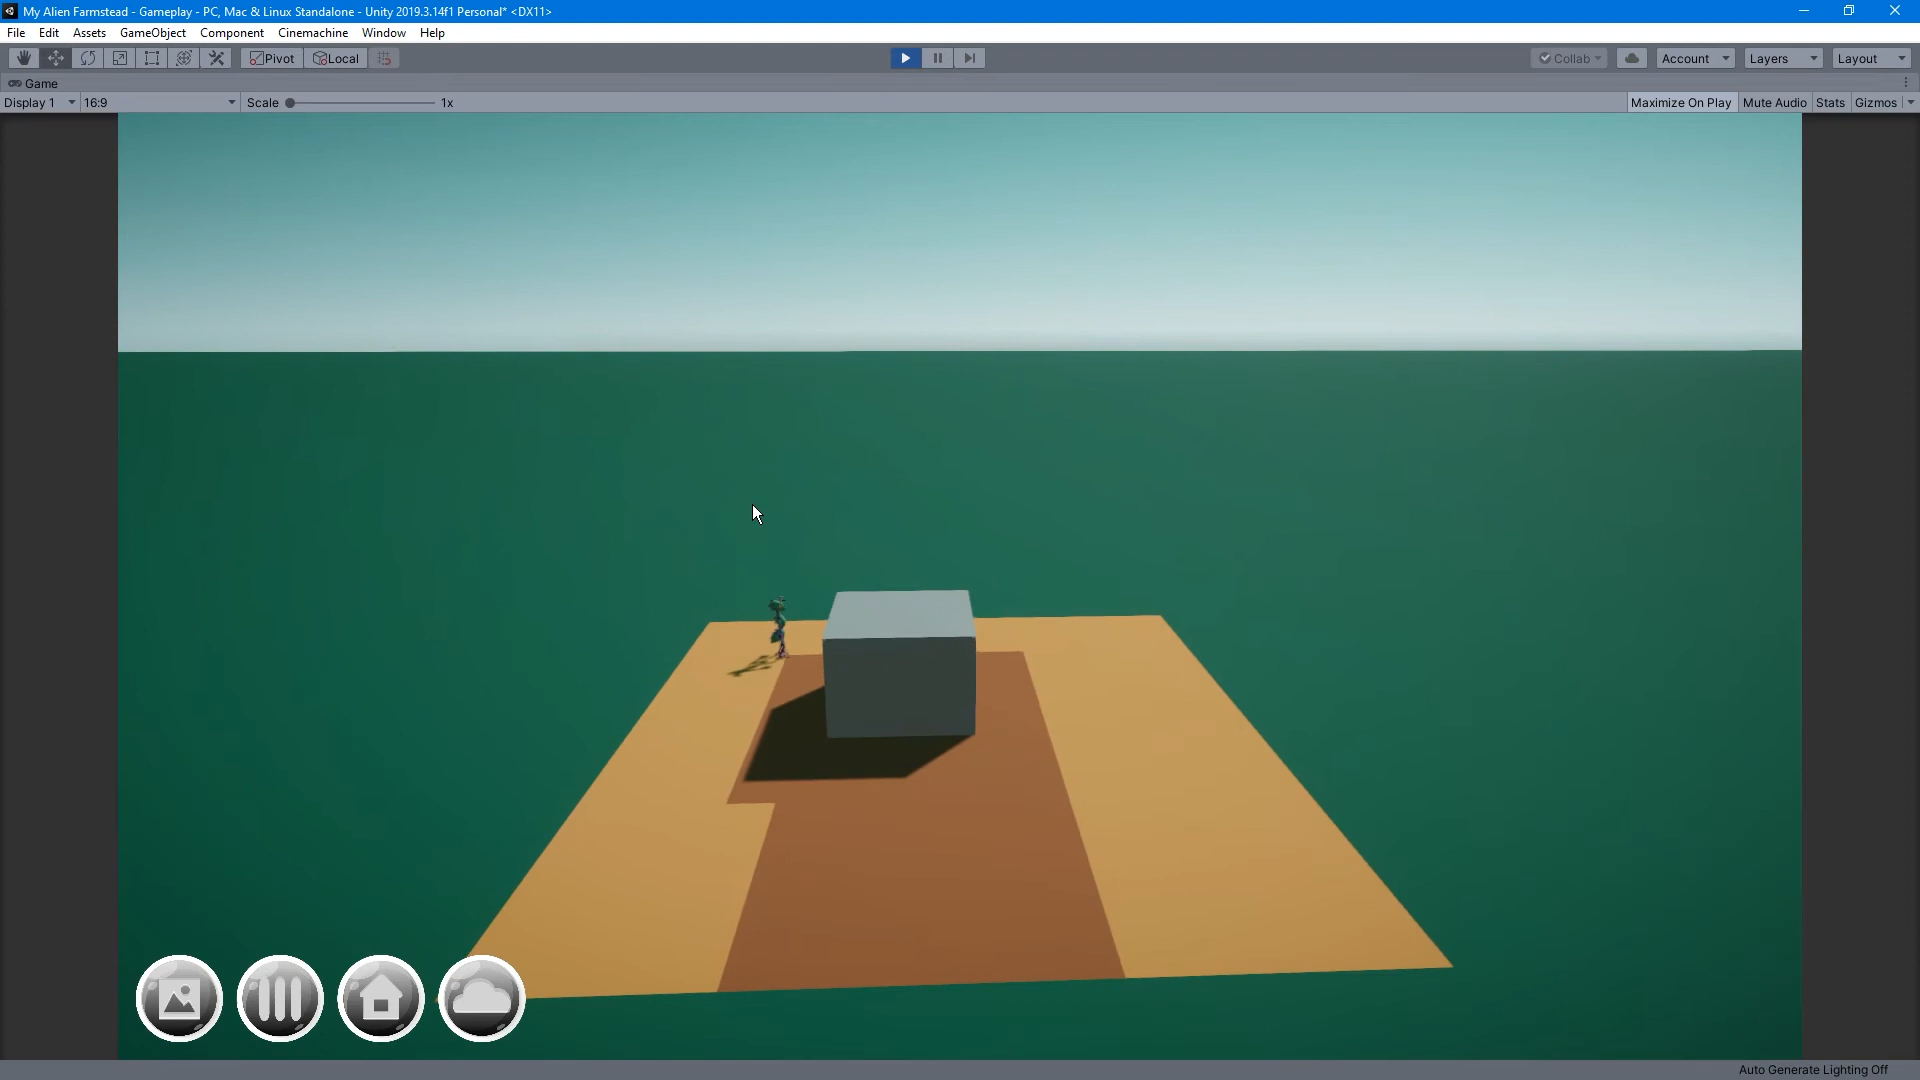 My Alien Farmstead - Gameplay - PC, Mac & Linux Standalone - Unity 2019.3.14f1 Personal* <DX11>
File Edit Assets GameObject Component Cinemachine Window Help
Pivot Local Collab Account Layers Layout
Game
Display 1 16:9 Scale 1x Maximize On Play Mute Audio Stats Gizmos
Auto Generate Lighting Off